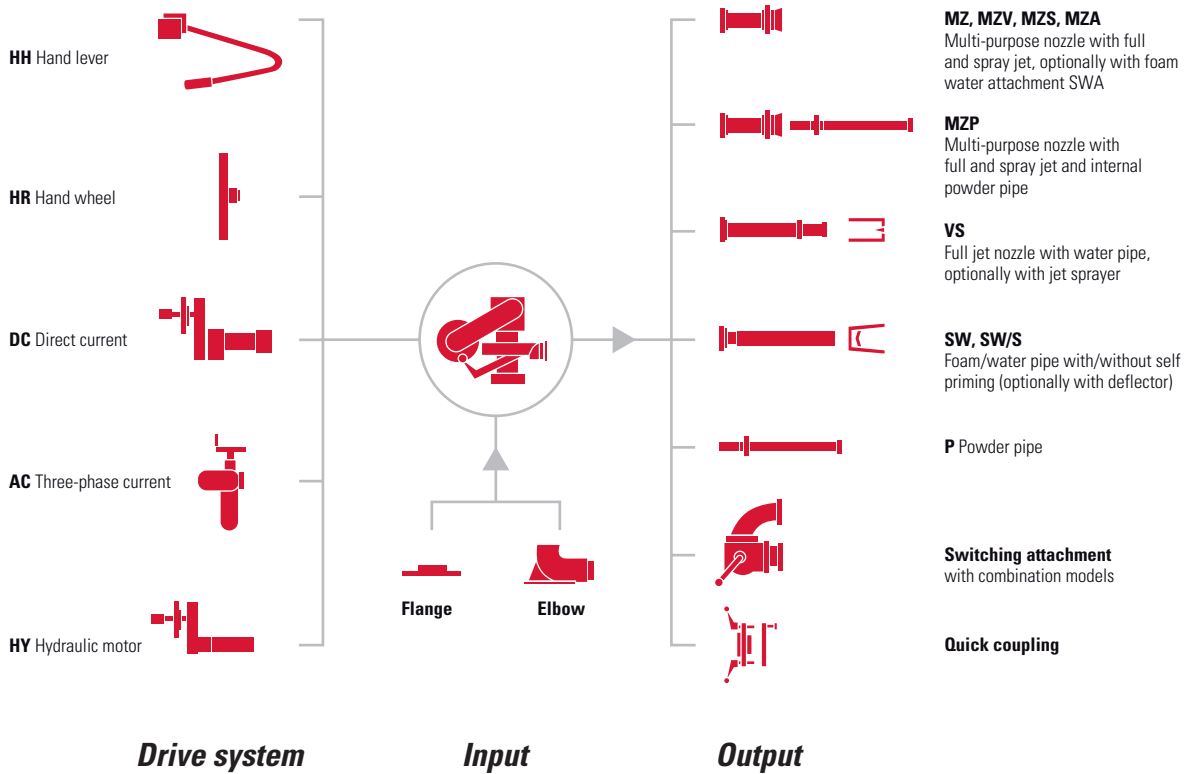 HH Hand lever
HR Hand wheel
DC Direct current
AC Three-phase current
HY Hydraulic motor
Drive system
Flange
Elbow
Input
MZ, MZV, MZS, MZA
Multi-purpose nozzle with full
and spray jet, optionally with foam
water attachment SWA
MZP
Multi-purpose nozzle with
full and spray jet and internal
powder pipe
VS
Full jet nozzle with water pipe,
optionally with jet sprayer
SW, SW/S
Foam/water pipe with/without self
priming (optionally with deflector)
P Powder pipe
Switching attachment
with combination models
Quick coupling
Output